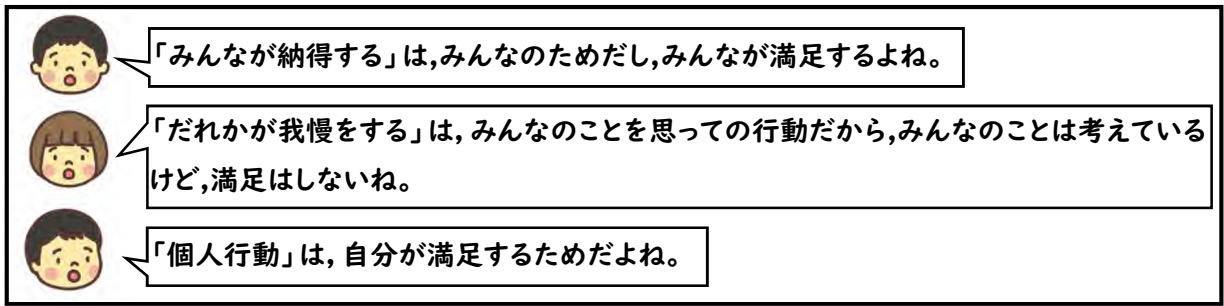 「みんなが納得する」は,みんなのためだし,みんなが満足するよね。
「だれかが我慢をする」は, みんなのことを思っての行動だから,みんなのことは考えている
けど,満足はしないね。
「個人行動」は, 自分が満足するためだよね。